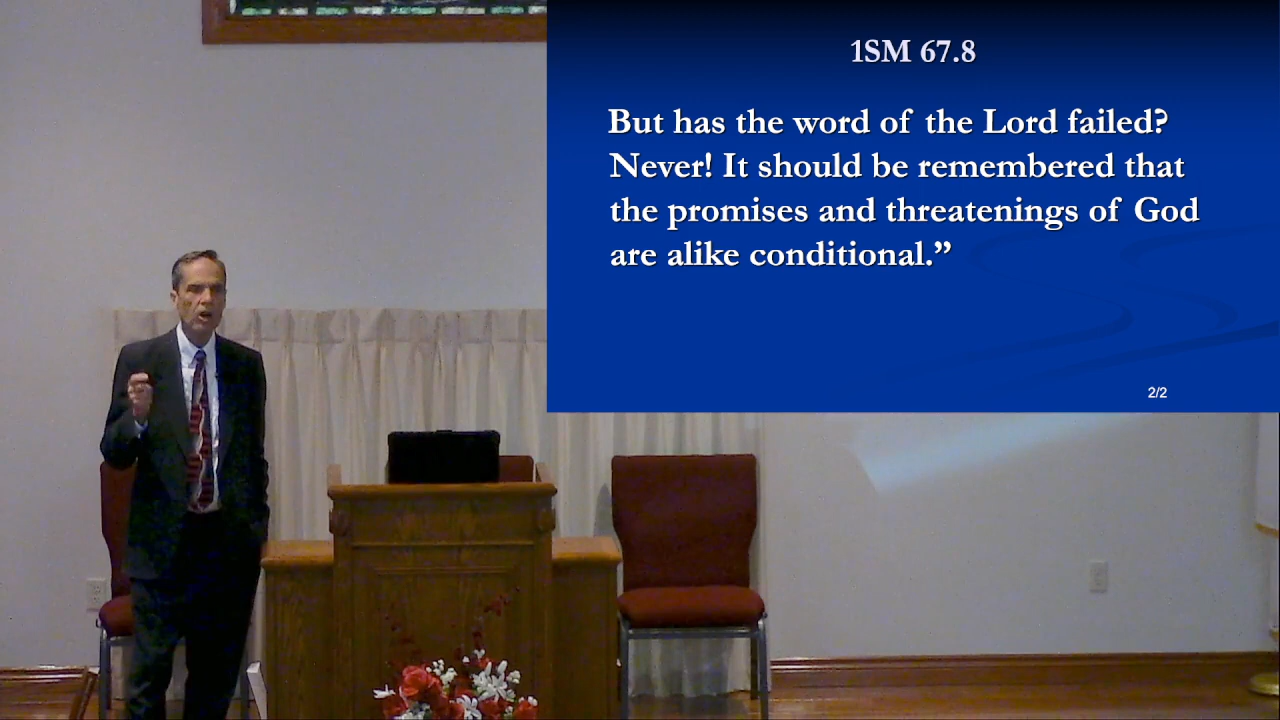 1SM 67.8
But has the word of the Lord failed?
Never! It should be remembered that
the promises and threatenings of God
are alike conditional.”
2/2